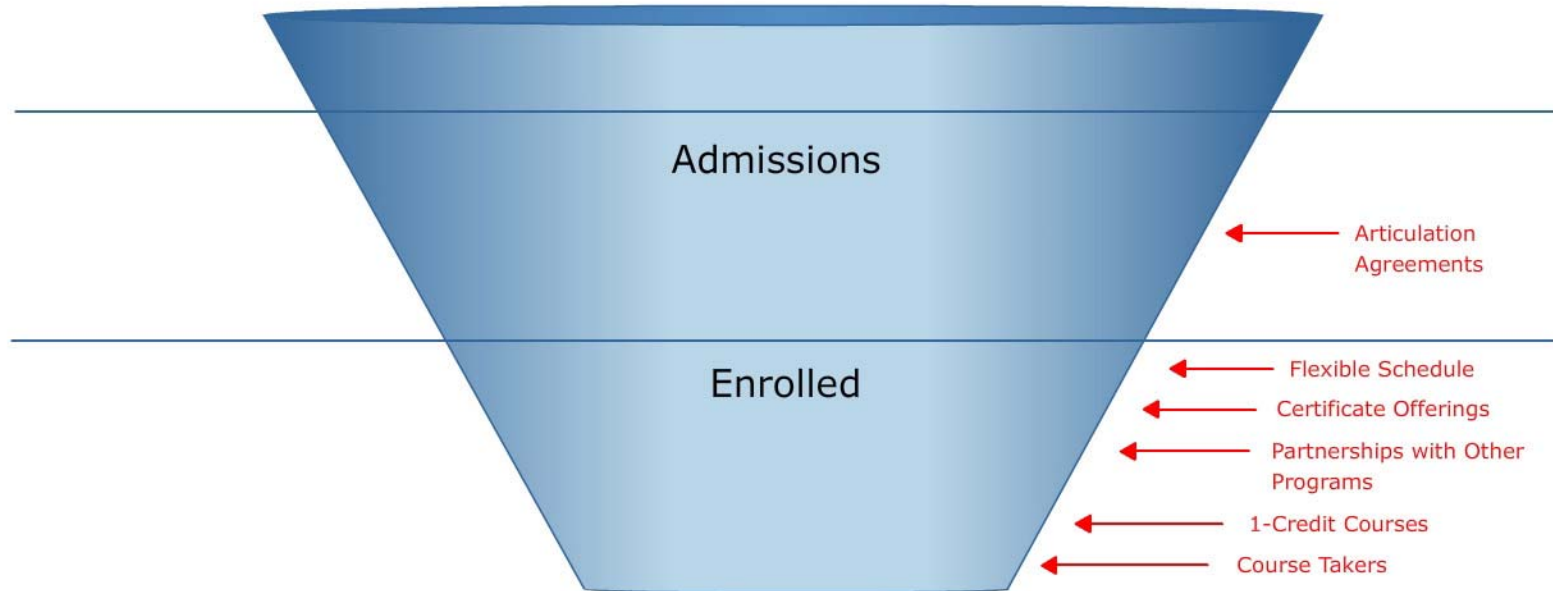 Admissions
Articulation
Agreements
Enrolled
Flexible Schedule
Certificate Offerings
Partnerships with Other
Programs
1-Credit Courses
Course Takers